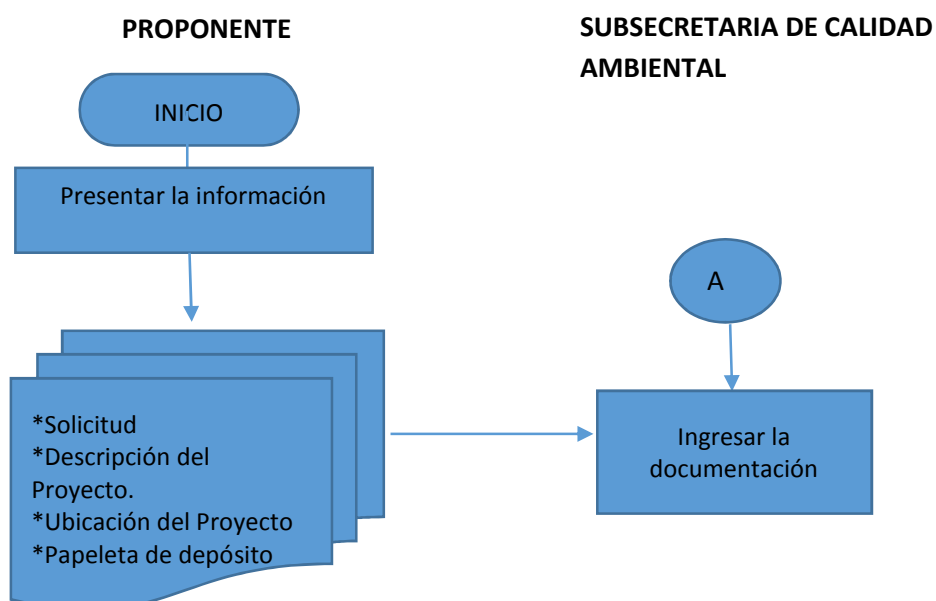 PROPONENTE
SUBSECRETARIA DE CALIDAD
AMBIENTAL
INICIO
Presentar la información
A
*Solicitud
*Descripción del
Proyecto.
*Ubicación del Proyecto
*Papeleta de depósito
Ingresar la
documentación